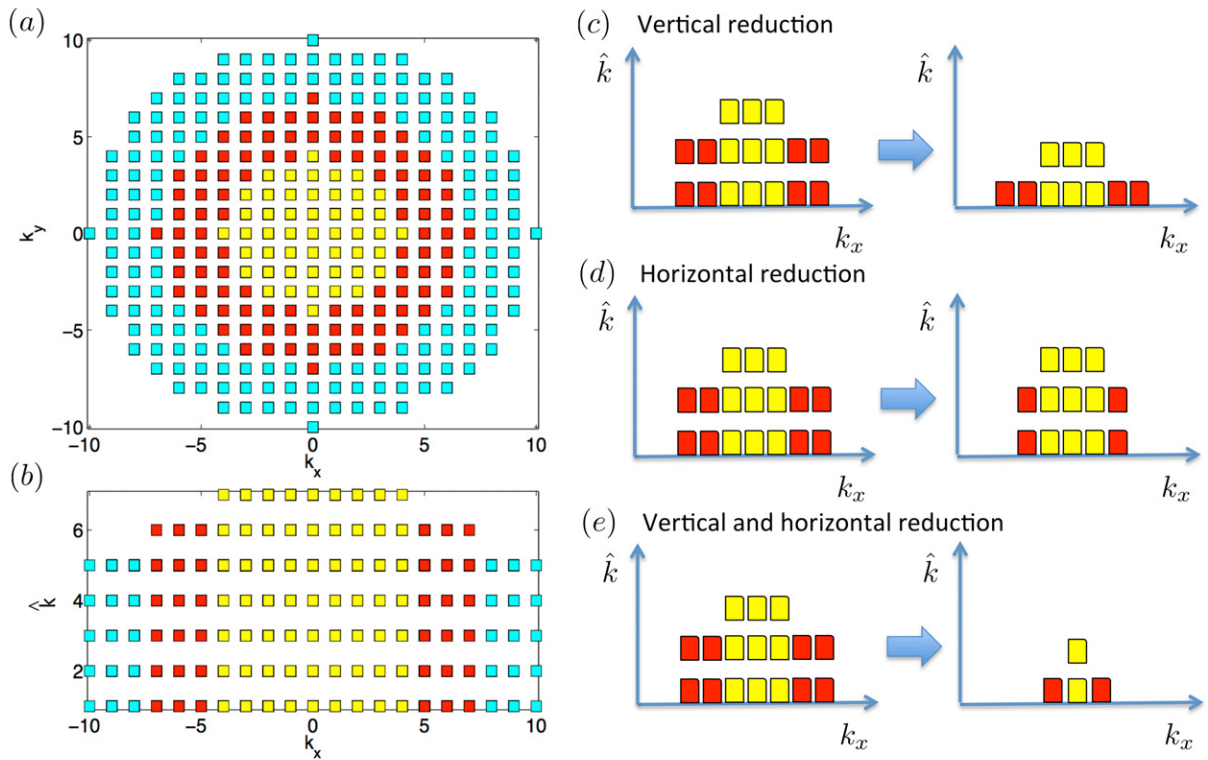 (a)
10
5
0
−5
−10
k_y
−10 −5 0 5 10
k_x
(b)
6
4
2
k̂
−10 −5 0 5 10
k_x
(c) Vertical reduction
k̂ k̂
k_x k_x
(d) Horizontal reduction
k̂ k̂
k_x k_x
(e) Vertical and horizontal reduction
k̂ k̂
k_x k_x